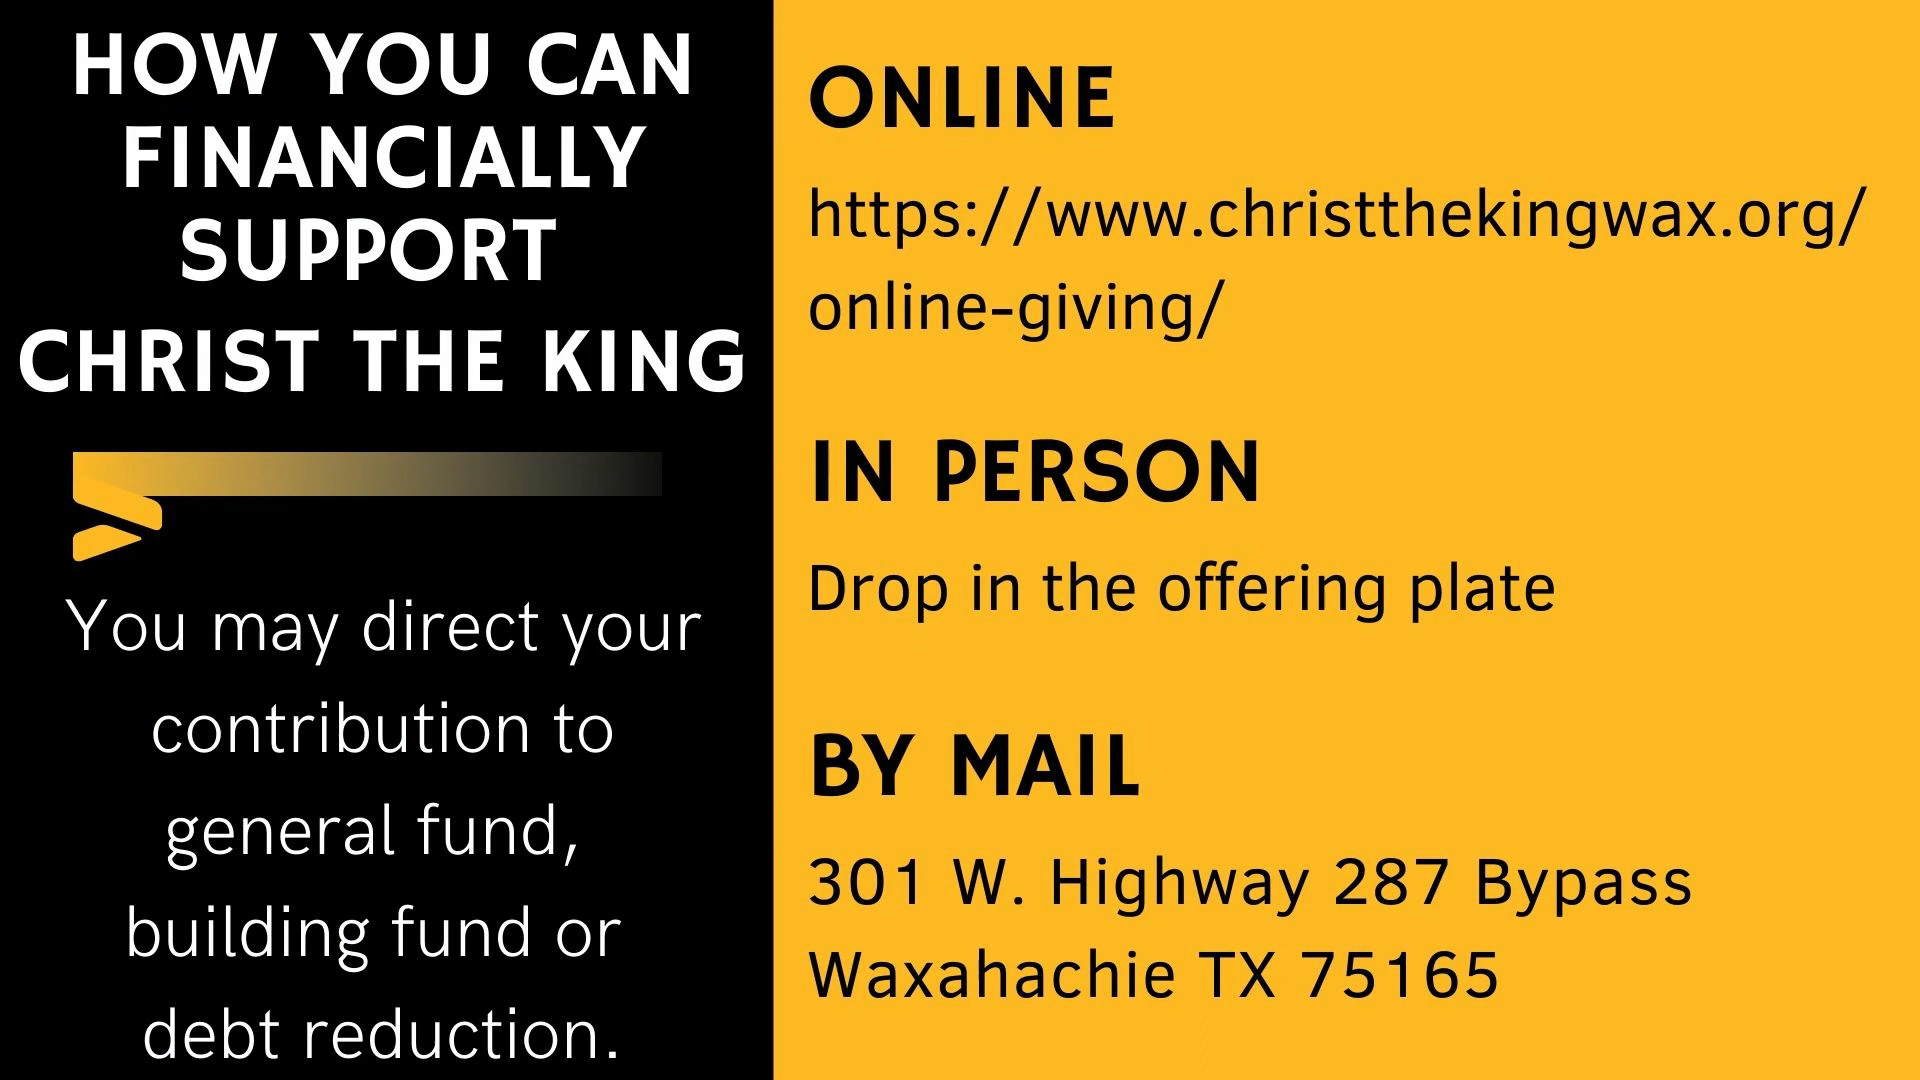 HOW YOU CAN
FINANCIALLY
SUPPORT
CHRIST THE KING
You may direct your
contribution to
general fund,
building fund or
debt reduction.
ONLINE
https://www.christthekingwax.org/
online-giving/
IN PERSON
Drop in the offering plate
BY MAIL
301 W. Highway 287 Bypass
Waxahachie TX 75165